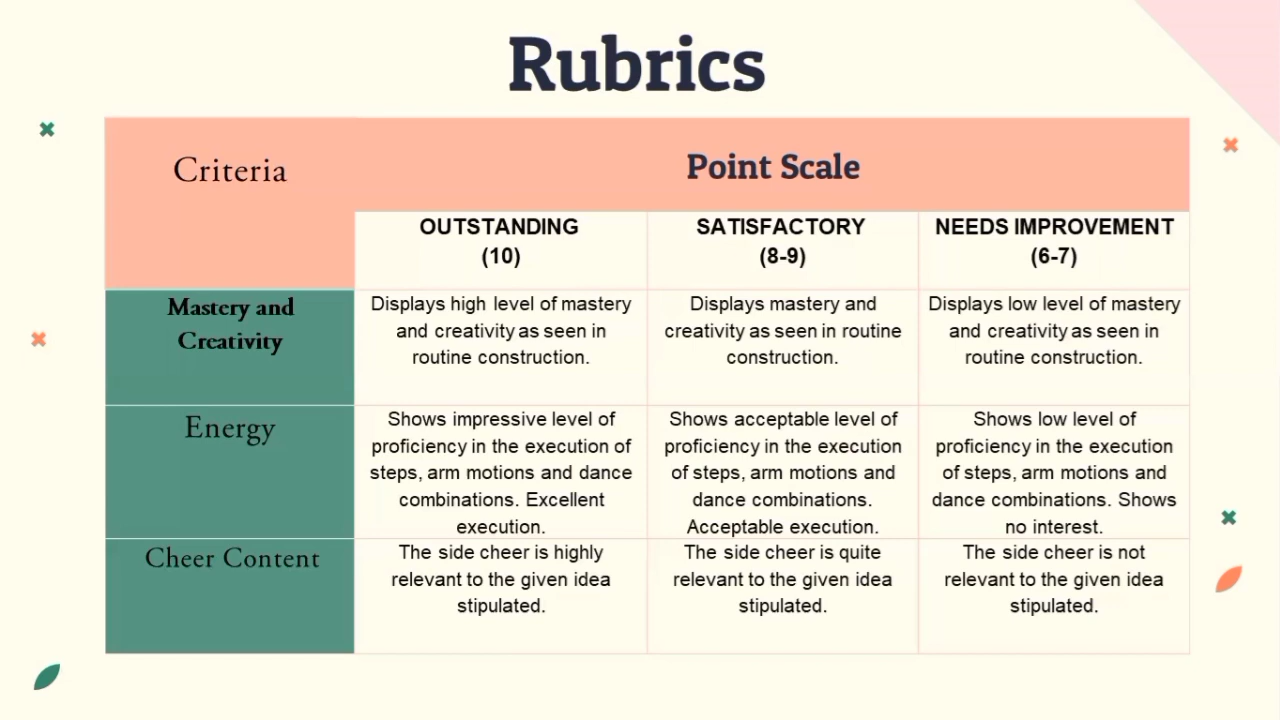 Rubrics
Criteria
Point Scale
OUTSTANDING
(10)
SATISFACTORY
(8-9)
NEEDS IMPROVEMENT
(6-7)
Mastery and
Creativity
Displays high level of mastery
and creativity as seen in
routine construction.
Displays mastery and
creativity as seen in routine
construction.
Displays low level of mastery
and creativity as seen in
routine construction.
Energy
Shows impressive level of
proficiency in the execution of
steps, arm motions and dance
combinations. Excellent
execution.
Shows acceptable level of
proficiency in the execution
of steps, arm motions and
dance combinations.
Acceptable execution.
Shows low level of
proficiency in the execution
of steps, arm motions and
dance combinations. Shows
no interest.
Cheer Content
The side cheer is highly
relevant to the given idea
stipulated.
The side cheer is quite
relevant to the given idea
stipulated.
The side cheer is not
relevant to the given idea
stipulated.